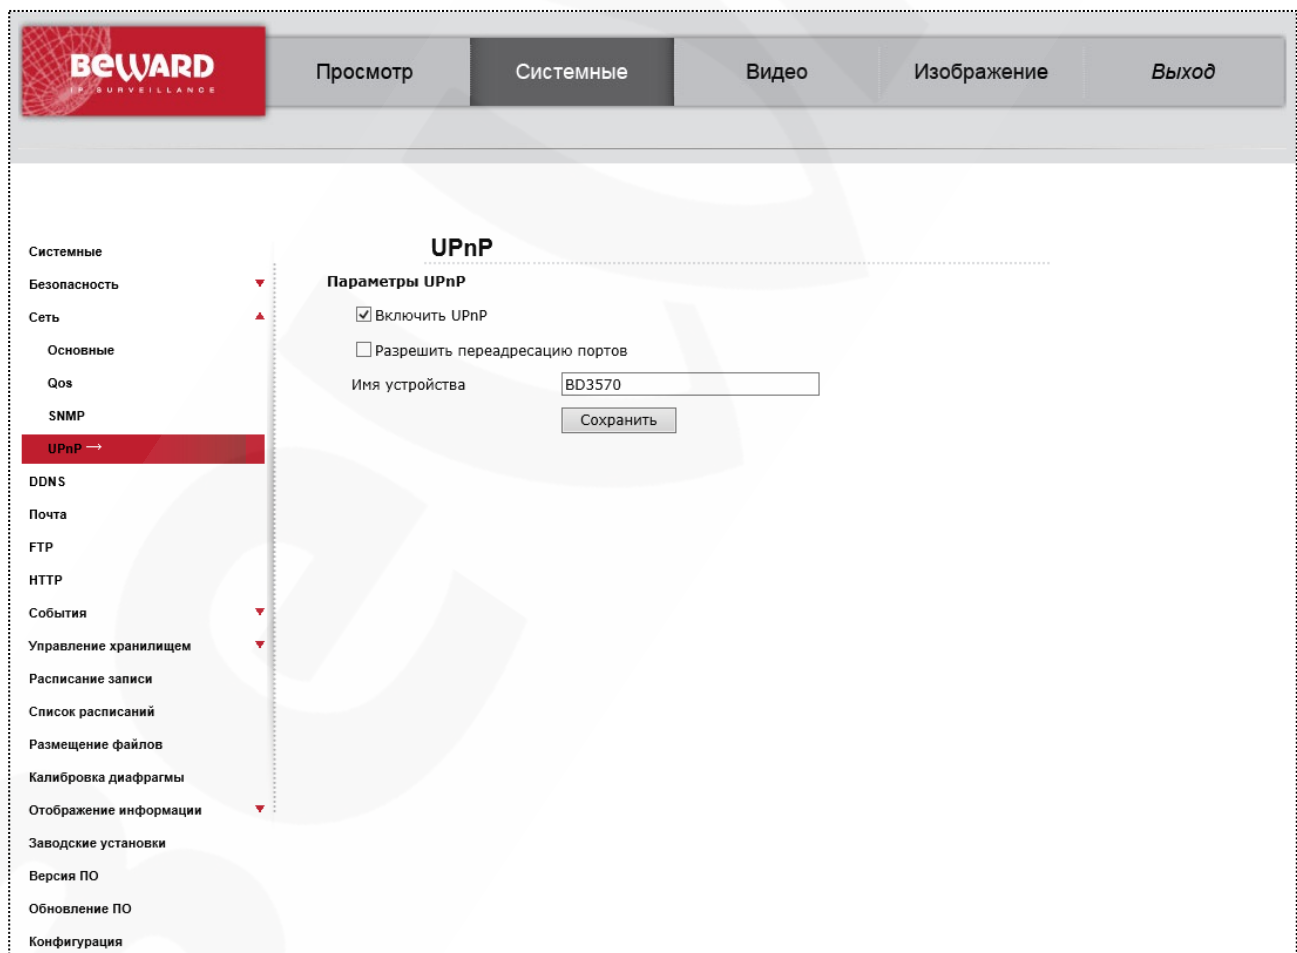 BEWARD
IP SURVEILLANCE
Просмотр Системные Видео Изображение Выход
UPnP
Системные
Безопасность
Сеть
Основные
Qos
SNMP
UPnP →
DDNS
Почта
FTP
HTTP
События
Управление хранилищем
Расписание записи
Список расписаний
Размещение файлов
Калибровка диафрагмы
Отображение информации
Заводские установки
Версия ПО
Обновление ПО
Конфигурация
Параметры UPnP
Включить UPnP
Разрешить переадресацию портов
Имя устройства BD3570
Сохранить